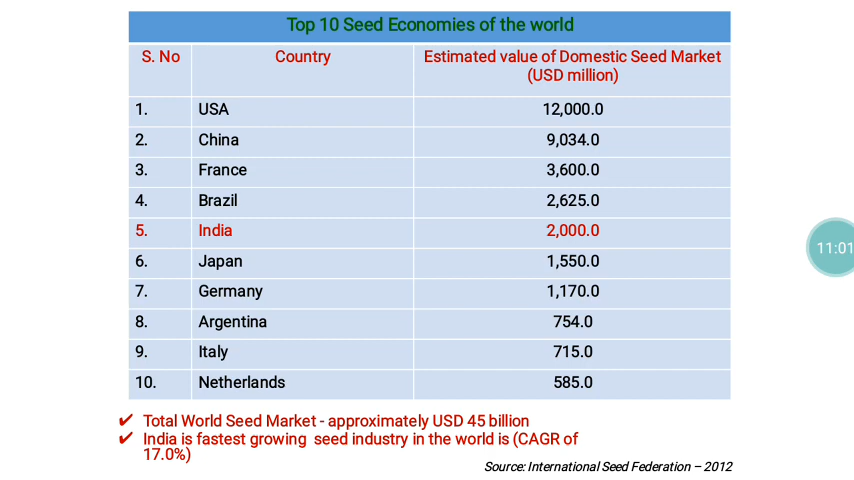 Top 10 Seed Economies of the world
S. No Country Estimated value of Domestic Seed Market
(USD million)
1. USA 12,000.0
2. China 9,034.0
3. France 3,600.0
4. Brazil 2,625.0
5. India 2,000.0
6. Japan 1,550.0
7. Germany 1,170.0
8. Argentina 754.0
9. Italy 715.0
10. Netherlands 585.0
✔ Total World Seed Market - approximately USD 45 billion
✔ India is fastest growing seed industry in the world is (CAGR of
17.0%)
Source: International Seed Federation – 2012
11:01